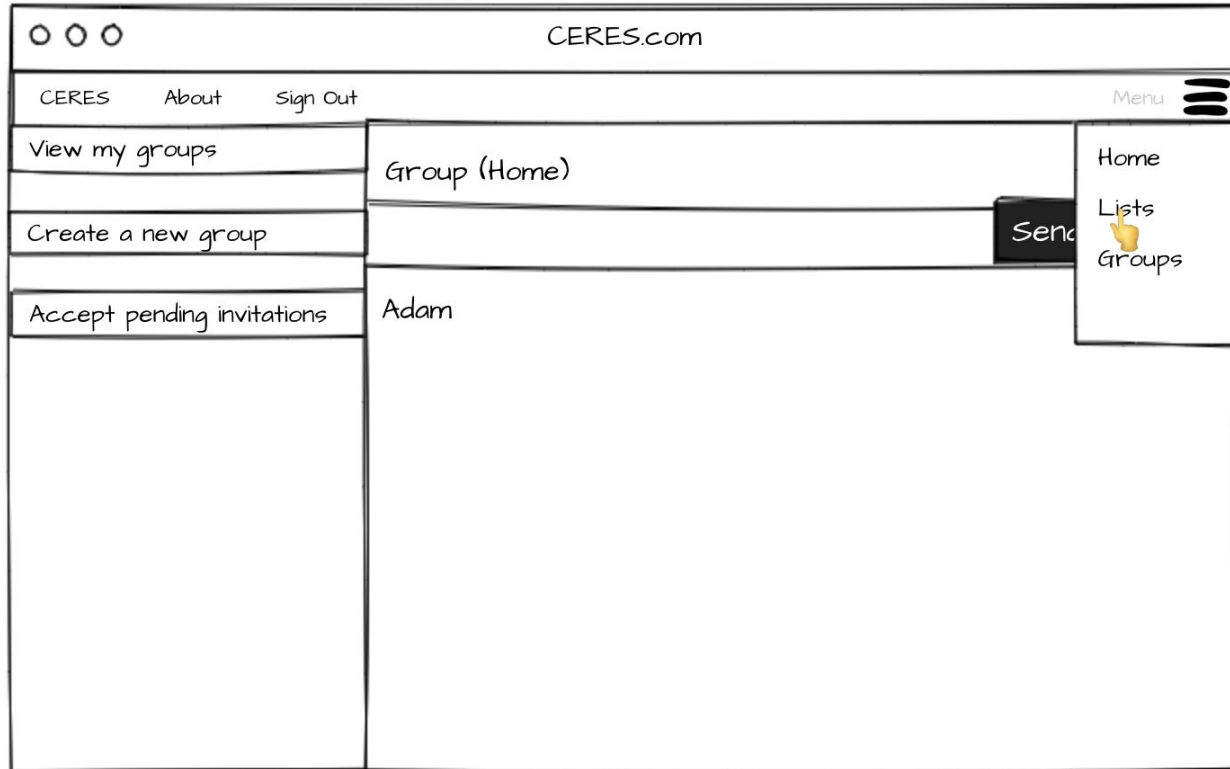 CERES.com
CERES About Sign Out Menu
View my groups
Create a new group
Accept pending invitations
Group (Home)
Adam
Home
Lists
Groups